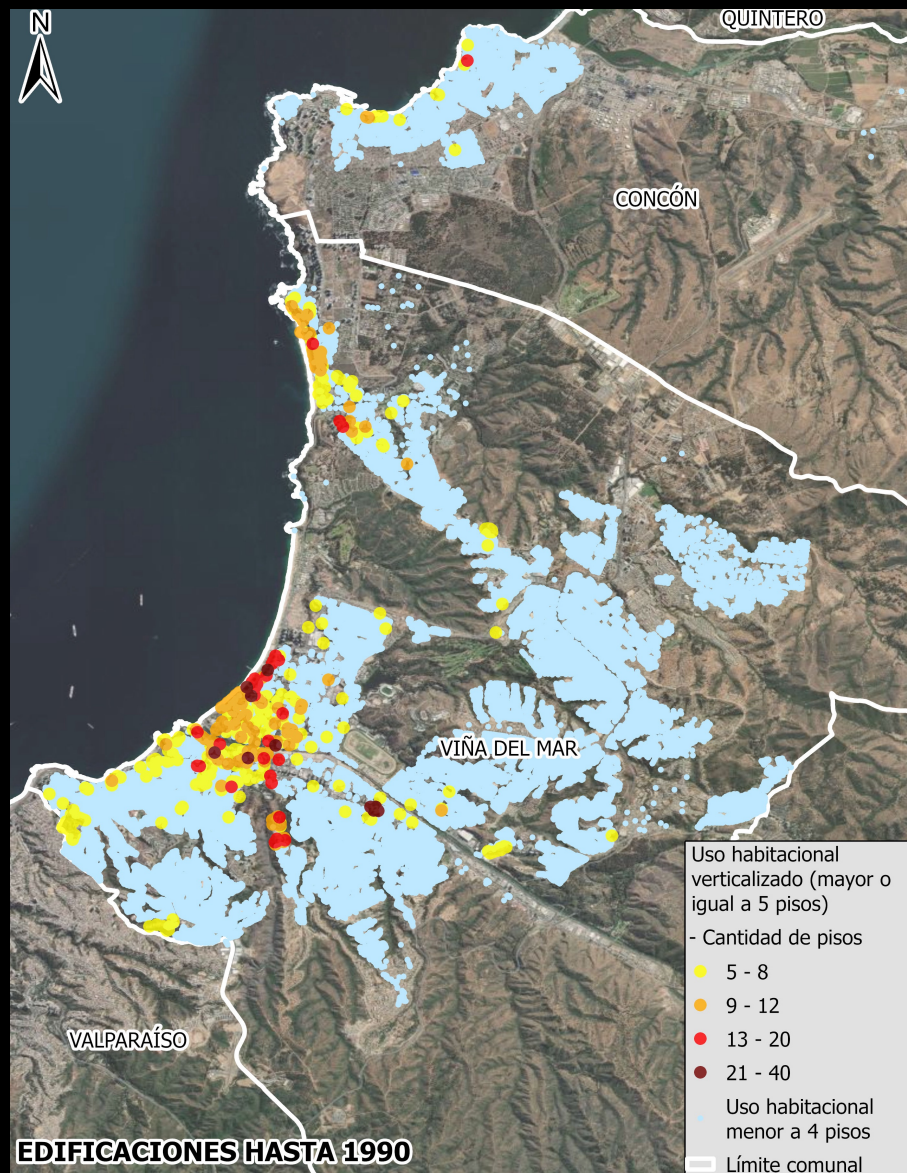 N
QUINTERO
CONCÓN
VIÑA DEL MAR
VALPARAÍSO
EDIFICACIONES HASTA 1990
Uso habitacional
verticalizado (mayor o
igual a 5 pisos)
- Cantidad de pisos
5 - 8
9 - 12
13 - 20
21 - 40
Uso habitacional
menor a 4 pisos
Límite comunal